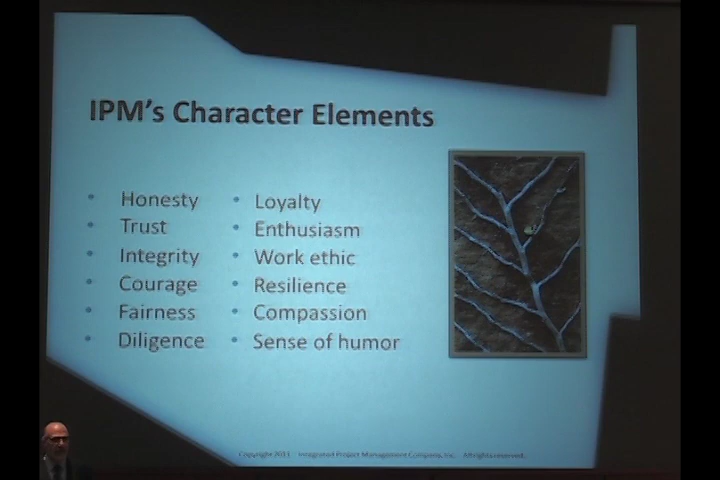 IPM's Character Elements
• Honesty
• Trust
• Integrity
• Courage
• Fairness
• Diligence
• Loyalty
• Enthusiasm
• Work ethic
• Resilience
• Compassion
• Sense of humor
Copyright 2011 Integrated Project Management Company, Inc. All rights reserved.